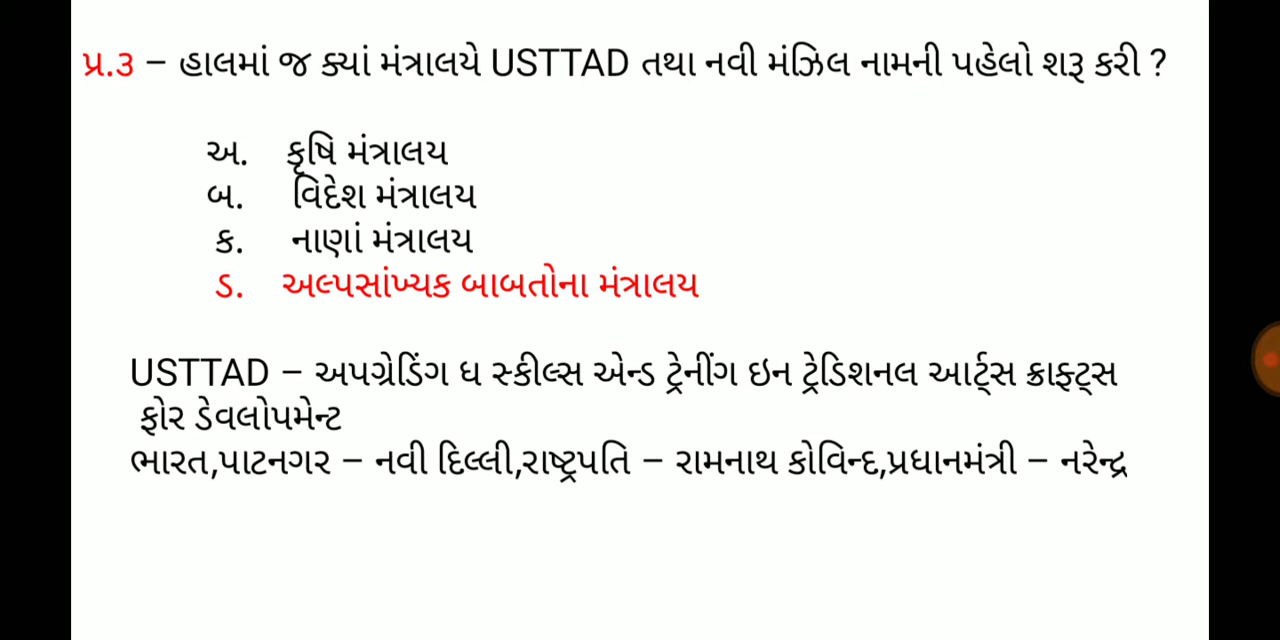 પ્ર.૩ – હાલમાં જ ક્યાં મંત્રાલયે USTTAD તથા નવી મંઝિલ નામની પહેલો શરૂ કરી ?
અ. કૃષિ મંત્રાલય
બ. વિદેશ મંત્રાલય
ક. નાણાં મંત્રાલય
ડ. અલ્પસાંખ્યક બાબતોના મંત્રાલય
USTTAD – અપગ્રેડિંગ ધ સ્કીલ્સ એન્ડ ટ્રેનીંગ ઇન ટ્રેડિશનલ આર્ટ્સ ક્રાફ્ટ્સ
ફોર ડેવલોપમેન્ટ
ભારત,પાટનગર – નવી દિલ્લી,રાષ્ટ્રપતિ – રામનાથ કોવિન્દ,પ્રધાનમંત્રી – નરેન્દ્ર